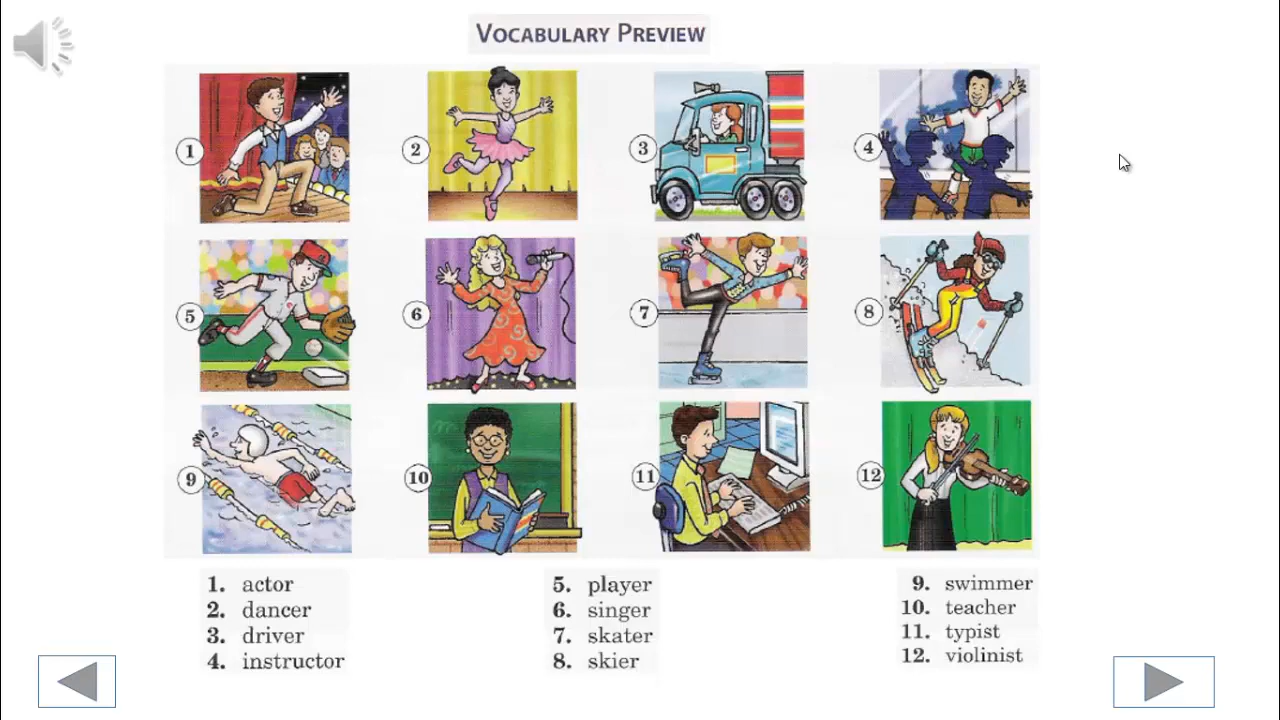 VOCABULARY PREVIEW
1
2
3
4
5
6
7
8
9
10
11
12
1. actor
2. dancer
3. driver
4. instructor
5. player
6. singer
7. skater
8. skier
9. swimmer
10. teacher
11. typist
12. violinist